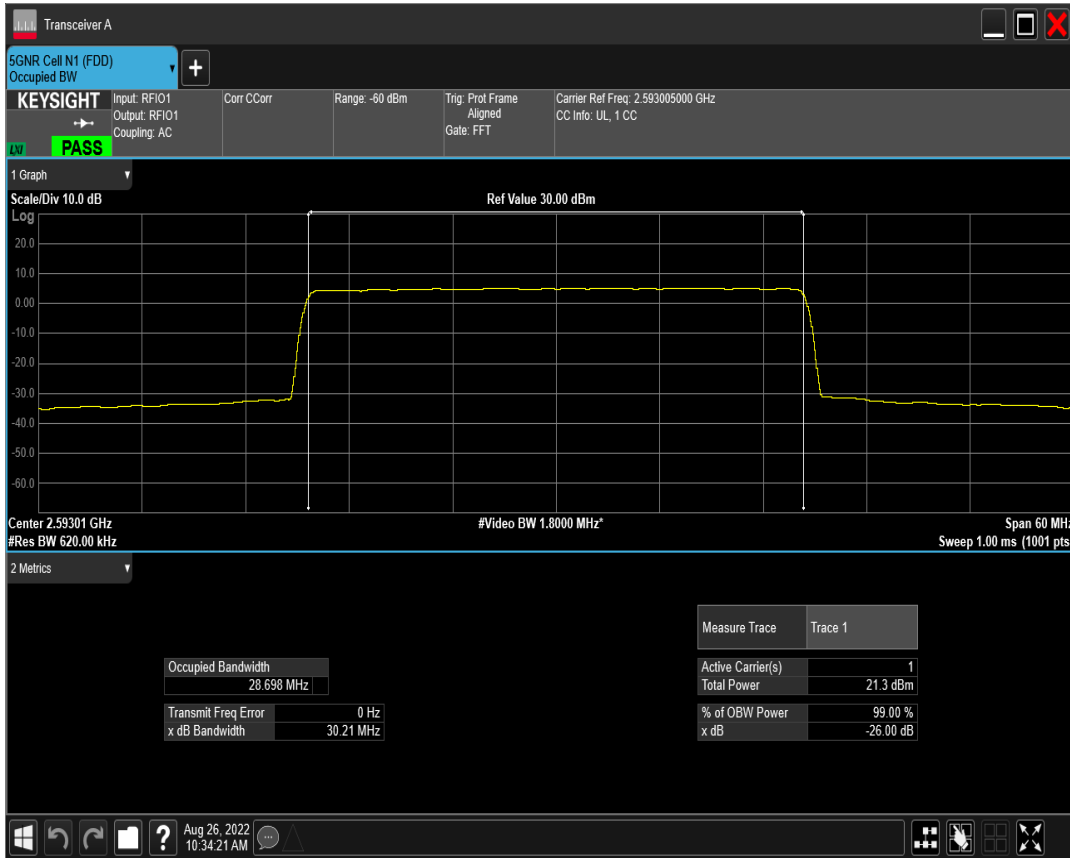 Transceiver A
5GNR Cell N1 (FDD)
Occupied BW
+
KEYSIGHT
LXI
PASS
Input: RFIO1
Output: RFIO1
Coupling: AC
Corr CCorr
Range: -60 dBm
Trig: Prot Frame
Aligned
Gate: FFT
Carrier Ref Freq: 2.593005000 GHz
CC Info: UL, 1 CC
1 Graph
Scale/Div 10.0 dB
Ref Value 30.00 dBm
Log
20.0
10.0
0.00
-10.0
-20.0
-30.0
-40.0
-50.0
-60.0
Center 2.59301 GHz
#Video BW 1.8000 MHz*
Span 60 MHz
#Res BW 620.00 kHz
Sweep 1.00 ms (1001 pts
2 Metrics
Measure Trace Trace 1
Occupied Bandwidth
28.698 MHz
Active Carrier(s) 1
Total Power 21.3 dBm
Transmit Freq Error 0 Hz
x dB Bandwidth 30.21 MHz
% of OBW Power 99.00 %
x dB -26.00 dB
?
Aug 26, 2022
10:34:21 AM